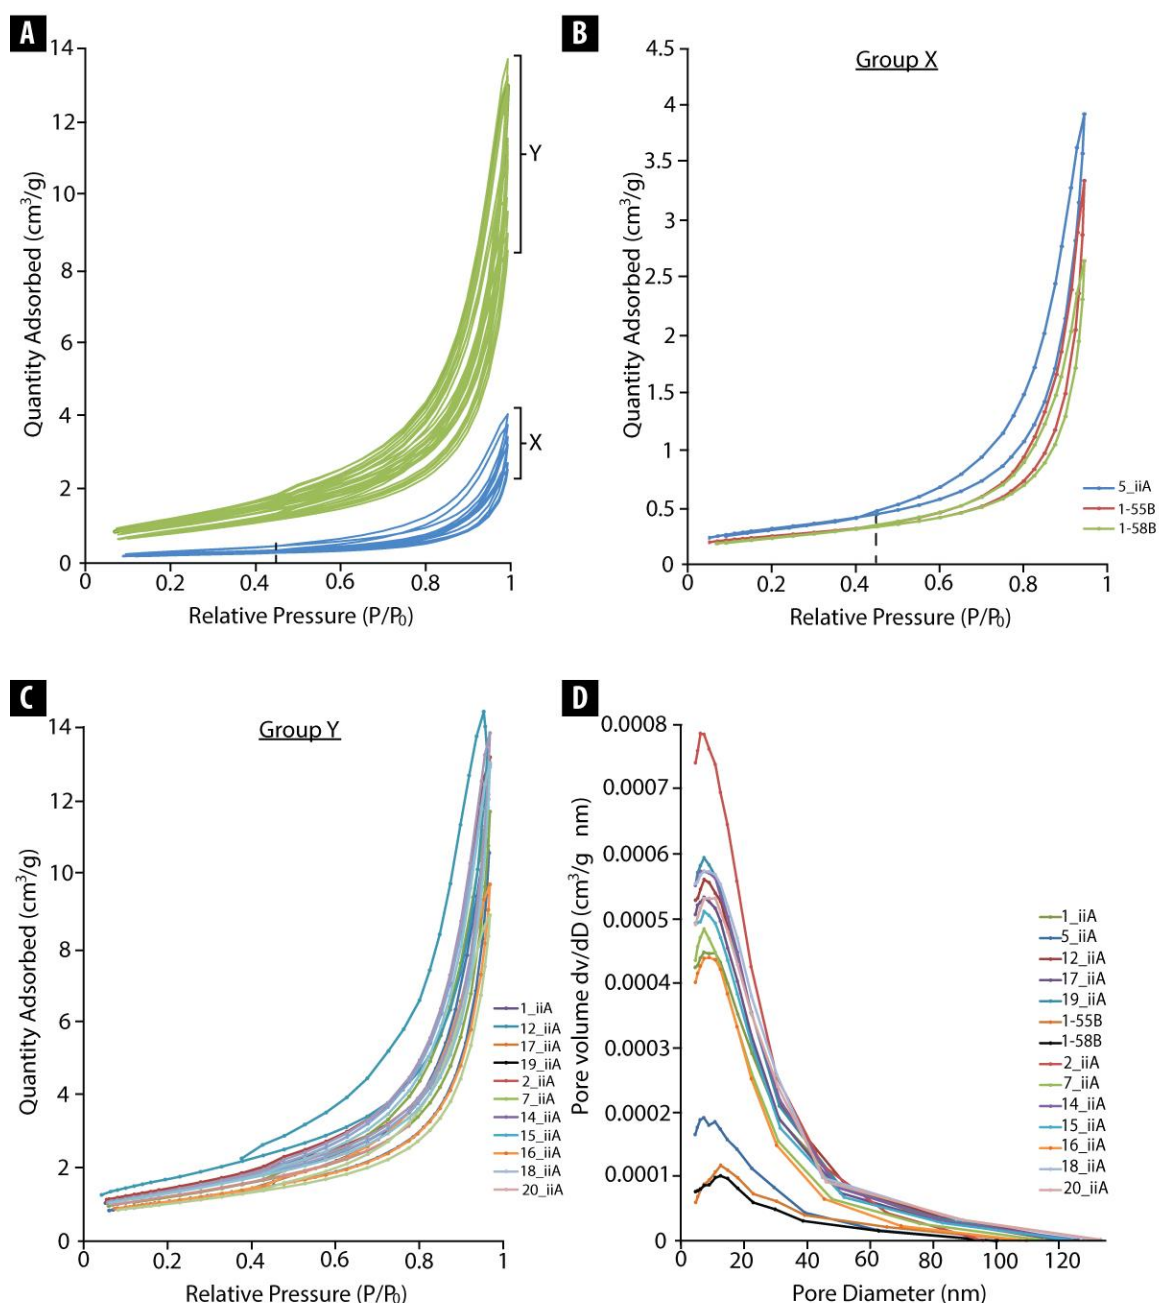 A
14
12
10
8
6
4
2
0
Y
X
0
0.2
0.4
0.6
0.8
1
Quantity Adsorbed (cm³/g)
Relative Pressure (P/P₀)
B
Group X
4.5
4
3.5
3
2.5
2
1.5
1
0.5
0
0
0.2
0.4
0.6
0.8
1
Quantity Adsorbed (cm³/g)
Relative Pressure (P/P₀)
5_iiA
1-55B
1-58B
C
Group Y
14
12
10
8
6
4
2
0
0
0.2
0.4
0.6
0.8
1
Quantity Adsorbed (cm³/g)
Relative Pressure (P/P₀)
1_iiA
12_iiA
17_iiA
19_iiA
2_iiA
7_iiA
14_iiA
15_iiA
16_iiA
18_iiA
20_iiA
D
0.0008
0.0007
0.0006
0.0005
0.0004
0.0003
0.0002
0.0001
0
0
20
40
60
80
100
120
Pore volume dv/dD (cm³/g nm)
Pore Diameter (nm)
1_iiA
5_iiA
12_iiA
17_iiA
19_iiA
1-55B
1-58B
2_iiA
7_iiA
14_iiA
15_iiA
16_iiA
18_iiA
20_iiA